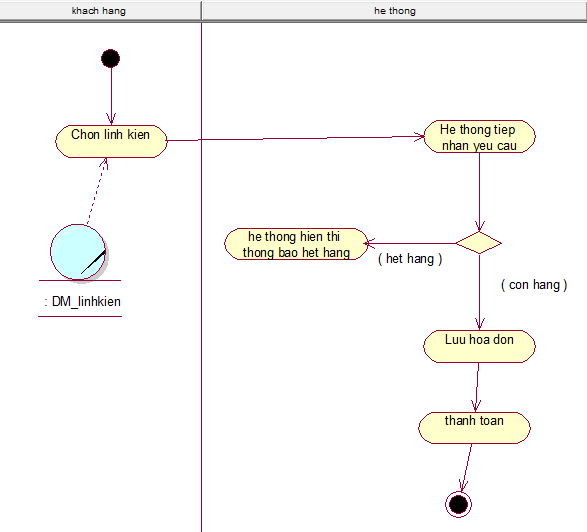 khach hang
he thong
Chon linh kien
He thong tiep
nhan yeu cau
he thong hien thi
thong bao het hang
( het hang )
( con hang )
: DM_linhkien
Luu hoa don
thanh toan